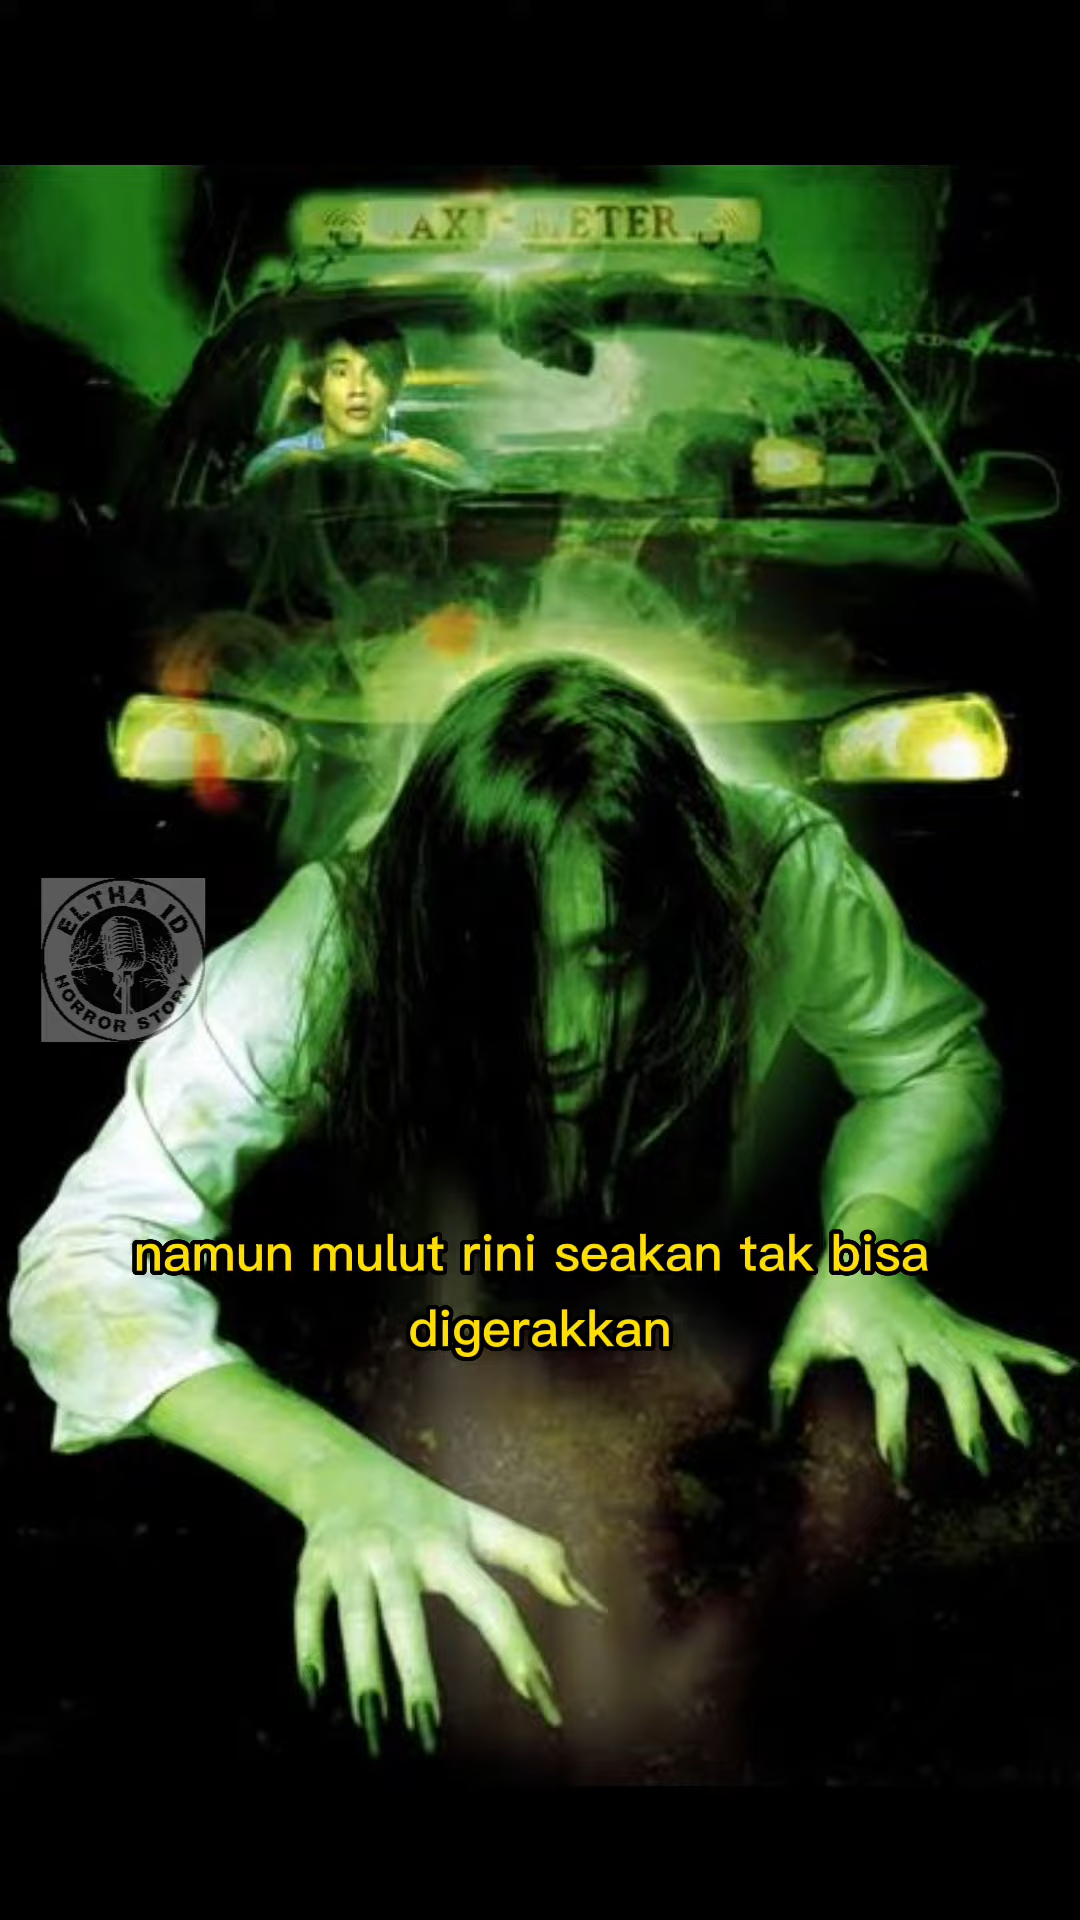 TAXI-METER
ELTHA ID
HORROR STORY
namun mulut rini seakan tak bisa
digerakkan